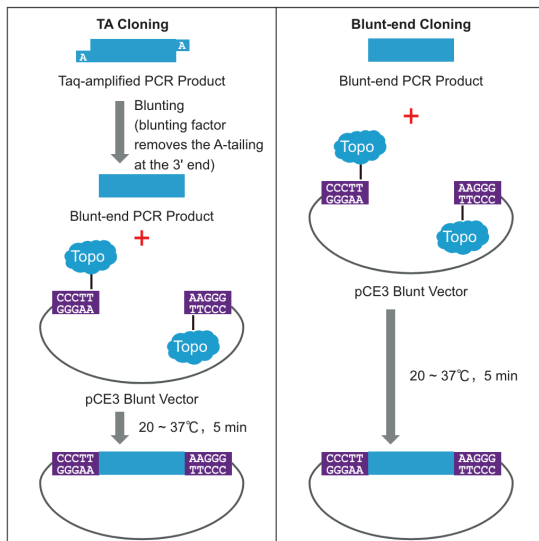 TA Cloning
A
A
Taq-amplified PCR Product
Blunting
(blunting factor
removes the A-tailing
at the 3' end)
Blunt-end PCR Product
+
Topo
CCCTT
GGGAA
AAGGG
TTCCC
Topo
pCE3 Blunt Vector
20 ~ 37℃, 5 min
CCCTT
GGGAA
AAGGG
TTCCC
Blunt-end Cloning
Blunt-end PCR Product
+
Topo
CCCTT
GGGAA
AAGGG
TTCCC
Topo
pCE3 Blunt Vector
20 ~ 37℃, 5 min
CCCTT
GGGAA
AAGGG
TTCCC